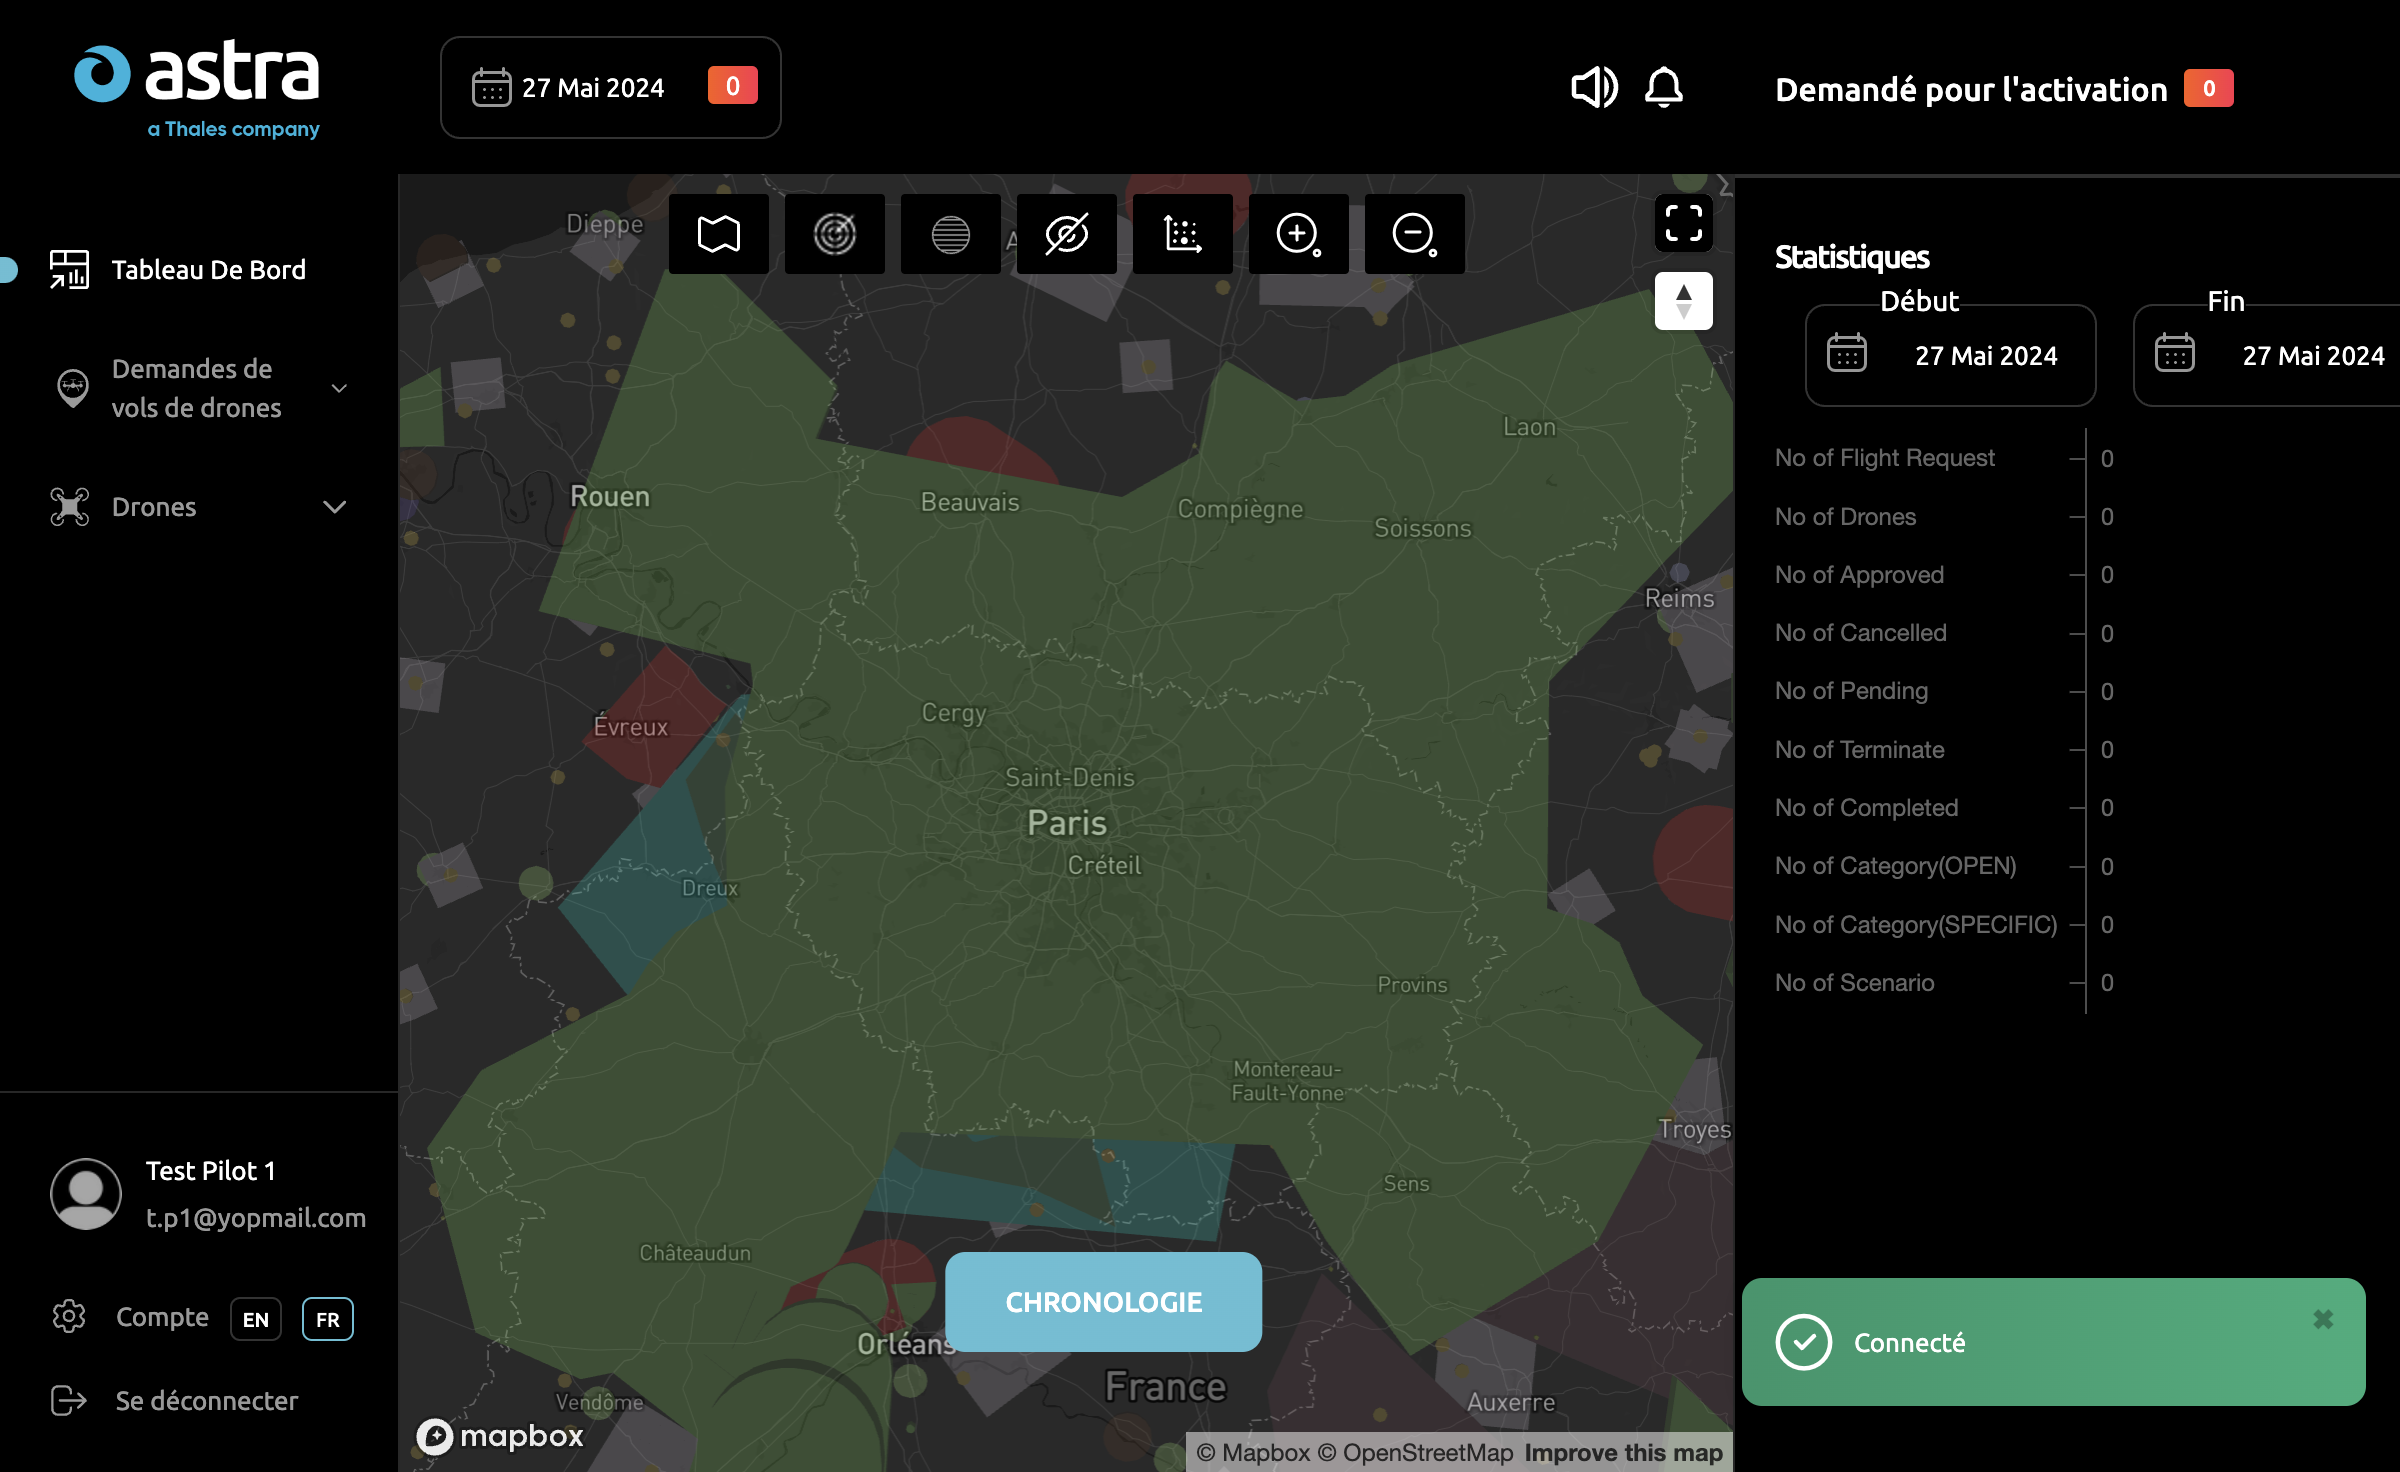 astra
a Thales company
27 Mai 2024
0
Demandé pour l'activation
0
Tableau De Bord
Demandes de
vols de drones
Drones
Test Pilot 1
t.p1@yopmail.com
Compte
EN
FR
Se déconnecter
Dieppe
A
Laon
Rouen
Beauvais
Compiègne
Soissons
Reims
Évreux
Cergy
Saint-Denis
Paris
Créteil
Dreux
Provins
Montereau-
Fault-Yonne
Troyes
Sens
Châteaudun
CHRONOLOGIE
Orléans
France
Vendôme
Auxerre
mapbox
© Mapbox © OpenStreetMap Improve this map
Statistiques
Début
27 Mai 2024
Fin
27 Mai 2024
No of Flight Request 0
No of Drones 0
No of Approved 0
No of Cancelled 0
No of Pending 0
No of Terminate 0
No of Completed 0
No of Category(OPEN) 0
No of Category(SPECIFIC) 0
No of Scenario 0
Connecté